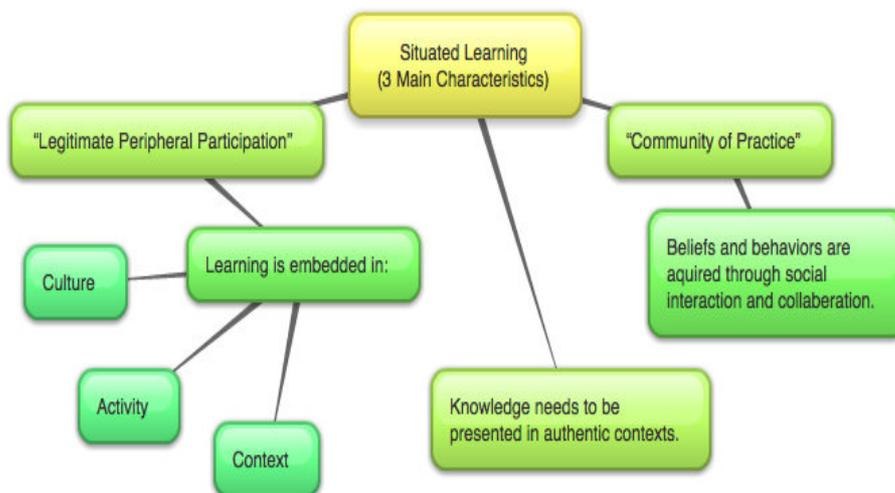 Situated Learning
(3 Main Characteristics)
“Legitimate Peripheral Participation”
“Community of Practice”
Learning is embedded in:
Beliefs and behaviors are
aquired through social
interaction and collaberation.
Culture
Activity
Context
Knowledge needs to be
presented in authentic contexts.